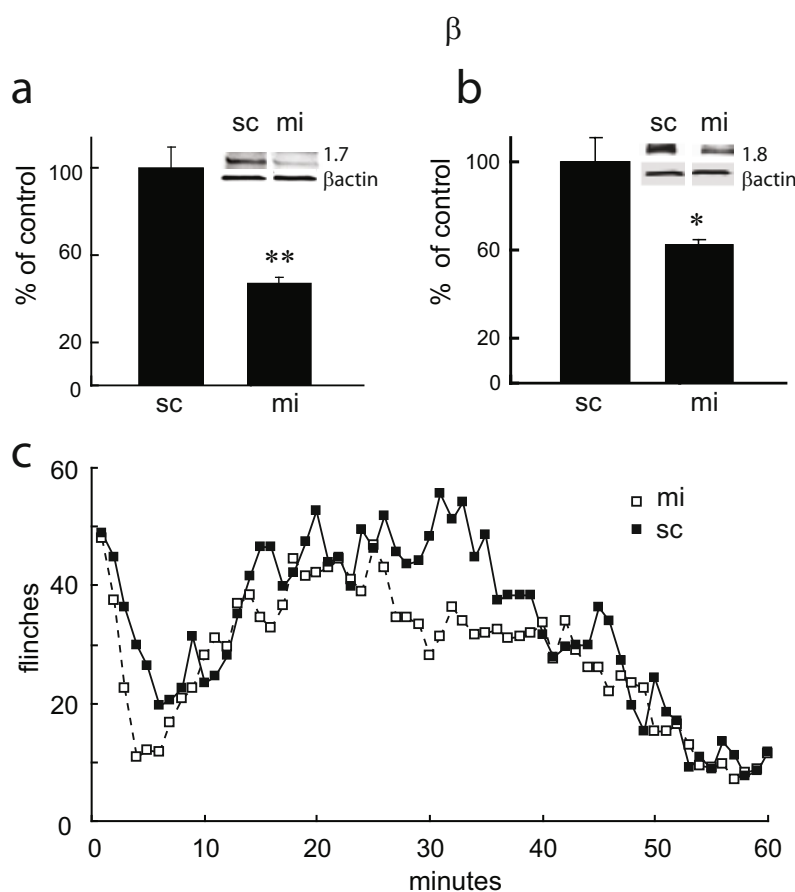 β
a
sc mi
1.7
βactin
% of control
100
60
20
0
sc mi
**
b
sc mi
1.8
βactin
% of control
100
60
20
0
sc mi
*
c
60
40
20
0
flinches
mi
sc
0 10 20 30 40 50 60
minutes